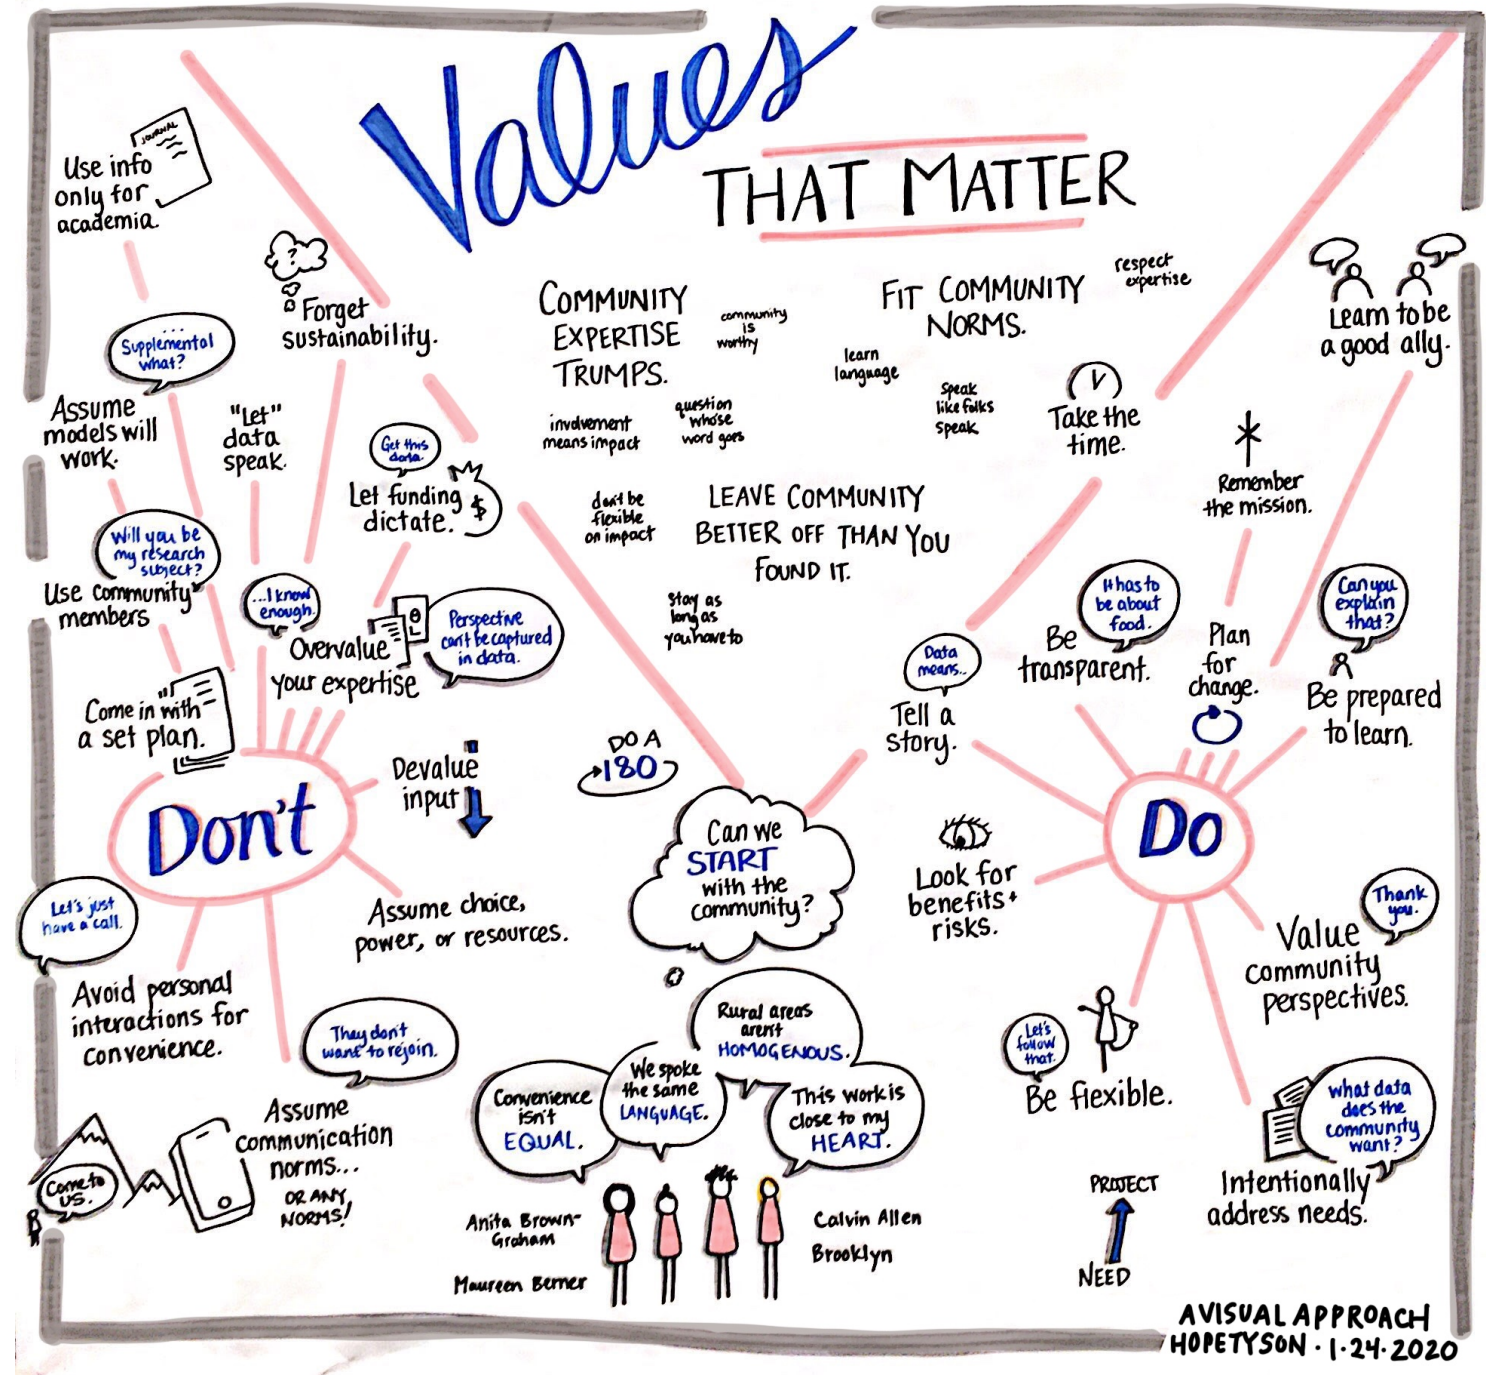 Values
THAT MATTER
JOURNAL
Use info
only for
academia.
...
Supplemental
what?
?
Forget
sustainability.
Assume
models will
work.
"Let"
data
speak.
Get this
data.
Let funding
dictate.
$
Will you be
my research
subject?
Use community
members
...I know
enough.
Overvalue
your expertise
Perspective
can't be captured
in data.
Come in with
a set plan.
Don't
Devalue
input
Assume choice,
power, or resources.
Let's just
have a call.
Avoid personal
interactions for
convenience.
They don't
want to rejoin.
Assume
communication
norms...
OR ANY
NORMS!
Come to
us.
COMMUNITY
EXPERTISE
TRUMPS.
community
is
worthy
involvement
means impact
question
whose
word goes
FIT COMMUNITY
NORMS.
respect
expertise
learn
language
Speak
like folks
speak
don't be
flexible
on impact
LEAVE COMMUNITY
BETTER OFF THAN YOU
FOUND IT.
Stay as
long as
you have to
DO A
180
Can we
START
with the
community?
Convenience
isn't
EQUAL.
We spoke
the same
LANGUAGE.
Rural areas
aren't
HOMOGENOUS.
This work is
close to my
HEART.
Anita Brown-
Graham
Maureen Berner
Calvin Allen
Brooklyn
Take the
time.
Learn to be
a good ally.
Remember
the mission.
It has to
be about
food.
Be
transparent.
Plan
for
change.
Can you
explain
that?
Be prepared
to learn.
Data
means...
Tell a
story.
Do
Look for
benefits +
risks.
Thank
you.
Value
community
perspectives.
Let's
follow
that.
Be flexible.
What data
does the
community
want?
Intentionally
address needs.
PROJECT
NEED
A VISUAL APPROACH
HOPETYSON · 1·24·2020